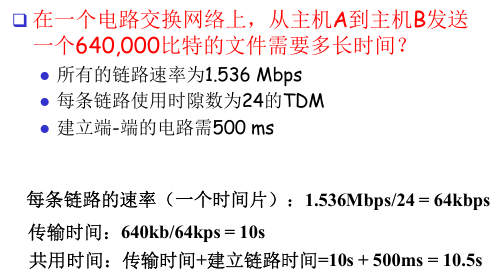 在一个电路交换网络上，从主机A到主机B发送
一个640,000比特的文件需要多长时间？
所有的链路速率为1.536 Mbps
每条链路使用时隙数为24的TDM
建立端-端的电路需500 ms
每条链路的速率（一个时间片）：1.536Mbps/24 = 64kbps
传输时间：640kb/64kps = 10s
共用时间：传输时间+建立链路时间=10s + 500ms = 10.5s